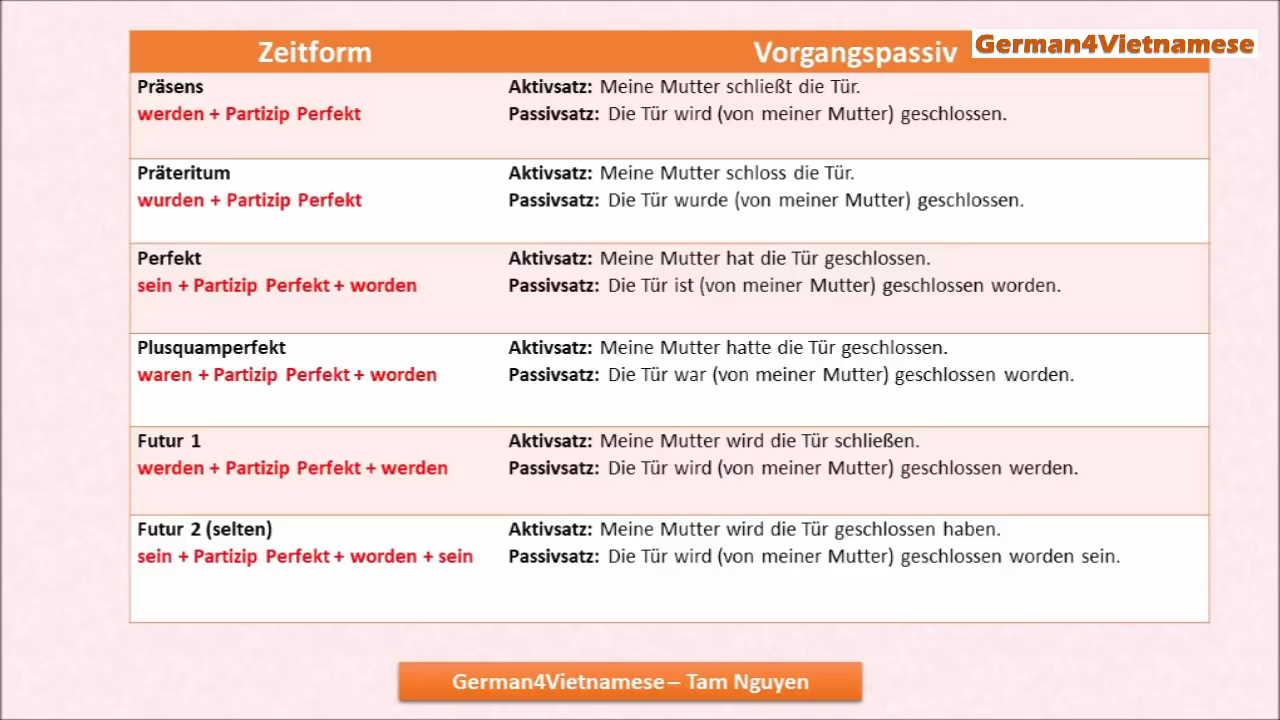 Zeitform
Vorgangspassiv
German4Vietnamese
Präsens
werden + Partizip Perfekt
Aktivsatz: Meine Mutter schließt die Tür.
Passivsatz: Die Tür wird (von meiner Mutter) geschlossen.
Präteritum
wurden + Partizip Perfekt
Aktivsatz: Meine Mutter schloss die Tür.
Passivsatz: Die Tür wurde (von meiner Mutter) geschlossen.
Perfekt
sein + Partizip Perfekt + worden
Aktivsatz: Meine Mutter hat die Tür geschlossen.
Passivsatz: Die Tür ist (von meiner Mutter) geschlossen worden.
Plusquamperfekt
waren + Partizip Perfekt + worden
Aktivsatz: Meine Mutter hatte die Tür geschlossen.
Passivsatz: Die Tür war (von meiner Mutter) geschlossen worden.
Futur 1
werden + Partizip Perfekt + werden
Aktivsatz: Meine Mutter wird die Tür schließen.
Passivsatz: Die Tür wird (von meiner Mutter) geschlossen werden.
Futur 2 (selten)
sein + Partizip Perfekt + worden + sein
Aktivsatz: Meine Mutter wird die Tür geschlossen haben.
Passivsatz: Die Tür wird (von meiner Mutter) geschlossen worden sein.
German4Vietnamese – Tam Nguyen